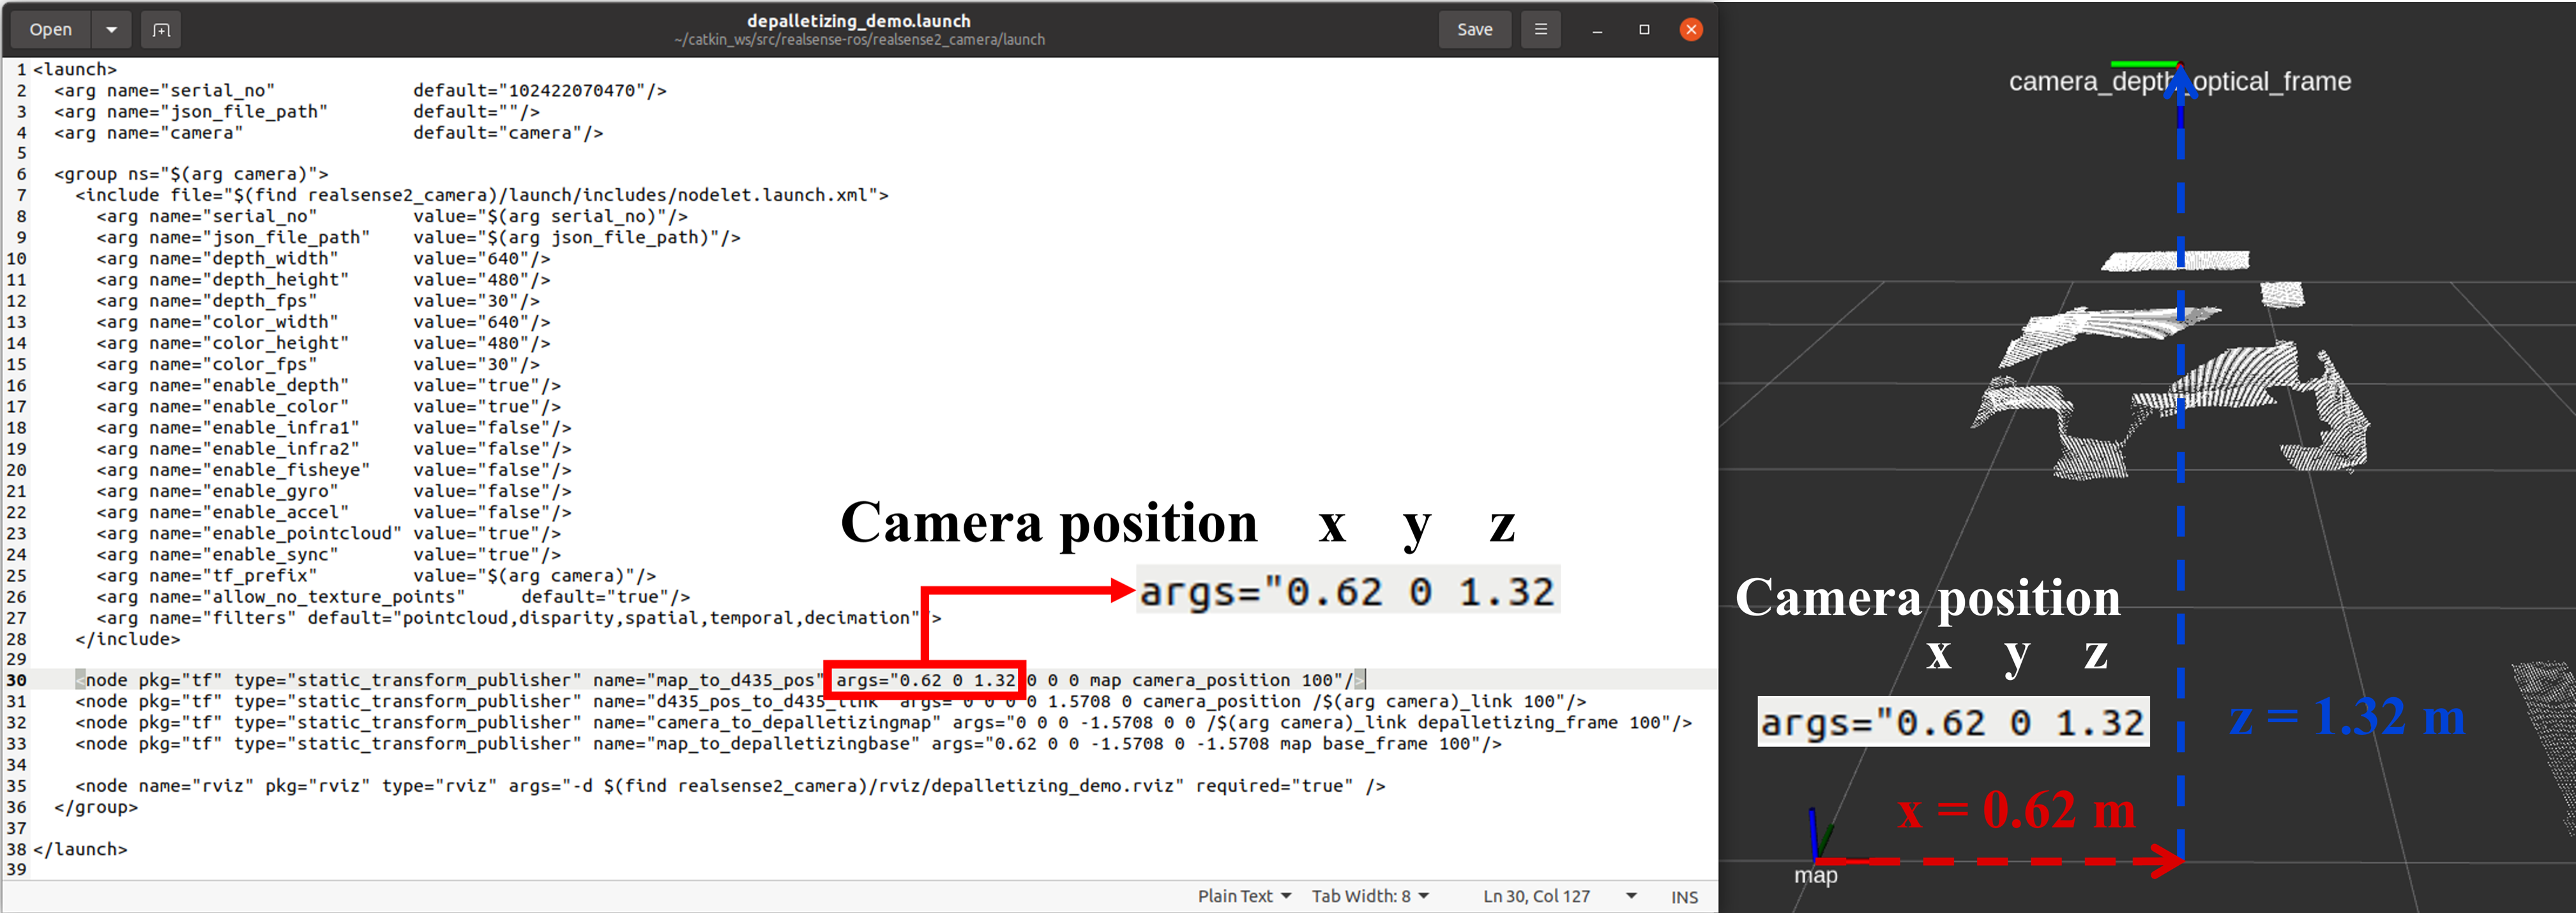 Open
depalletizing_demo.launch
~/catkin_ws/src/realsense-ros/realsense2_camera/launch
Save
1 <launch>
2   <arg name="serial_no"             default="102422070470"/>
3   <arg name="json_file_path"        default=""/>
4   <arg name="camera"                default="camera"/>
5
6   <group ns="$(arg camera)">
7     <include file="$(find realsense2_camera)/launch/includes/nodelet.launch.xml">
8       <arg name="serial_no"         value="$(arg serial_no)"/>
9       <arg name="json_file_path"    value="$(arg json_file_path)"/>
10       <arg name="depth_width"       value="640"/>
11       <arg name="depth_height"      value="480"/>
12       <arg name="depth_fps"         value="30"/>
13       <arg name="color_width"       value="640"/>
14       <arg name="color_height"      value="480"/>
15       <arg name="color_fps"         value="30"/>
16       <arg name="enable_depth"      value="true"/>
17       <arg name="enable_color"      value="true"/>
18       <arg name="enable_infra1"     value="false"/>
19       <arg name="enable_infra2"     value="false"/>
20       <arg name="enable_fisheye"    value="false"/>
21       <arg name="enable_gyro"       value="false"/>
22       <arg name="enable_accel"      value="false"/>
23       <arg name="enable_pointcloud" value="true"/>
24       <arg name="enable_sync"       value="true"/>
25       <arg name="tf_prefix"         value="$(arg camera)"/>
26       <arg name="allow_no_texture_points"     default="true"/>
27       <arg name="filters" default="pointcloud,disparity,spatial,temporal,decimation"/>
28     </include>
29
30     <node pkg="tf" type="static_transform_publisher" name="map_to_d435_pos" args="0.62 0 1.32 0 0 0 map camera_position 100"/>
31     <node pkg="tf" type="static_transform_publisher" name="d435_pos_to_d435_link" args="0 0 0 0 1.5708 0 camera_position /$(arg camera)_link 100"/>
32     <node pkg="tf" type="static_transform_publisher" name="camera_to_depalletizingmap" args="0 0 0 -1.5708 0 0 /$(arg camera)_link depalletizing_frame 100"/>
33     <node pkg="tf" type="static_transform_publisher" name="map_to_depalletizingbase" args="0.62 0 0 -1.5708 0 -1.5708 map base_frame 100"/>
34
35     <node name="rviz" pkg="rviz" type="rviz" args="-d $(find realsense2_camera)/rviz/depalletizing_demo.rviz" required="true" />
36   </group>
37
38 </launch>
39
Camera position x y z
args="0.62 0 1.32
Plain Text Tab Width: 8 Ln 30, Col 127 INS
camera_depth_optical_frame
Camera position
x y z
args="0.62 0 1.32
z = 1.32 m
x = 0.62 m
map